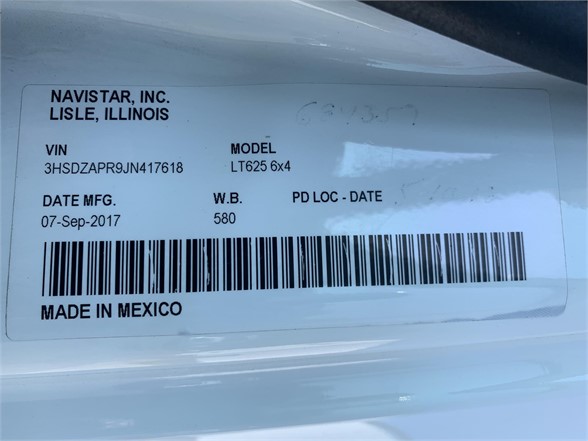 NAVISTAR, INC.
LISLE, ILLINOIS
VIN MODEL
3HSDZAPR9JN417618 LT625 6x4
DATE MFG. W.B. PD LOC - DATE
07-Sep-2017 580
MADE IN MEXICO